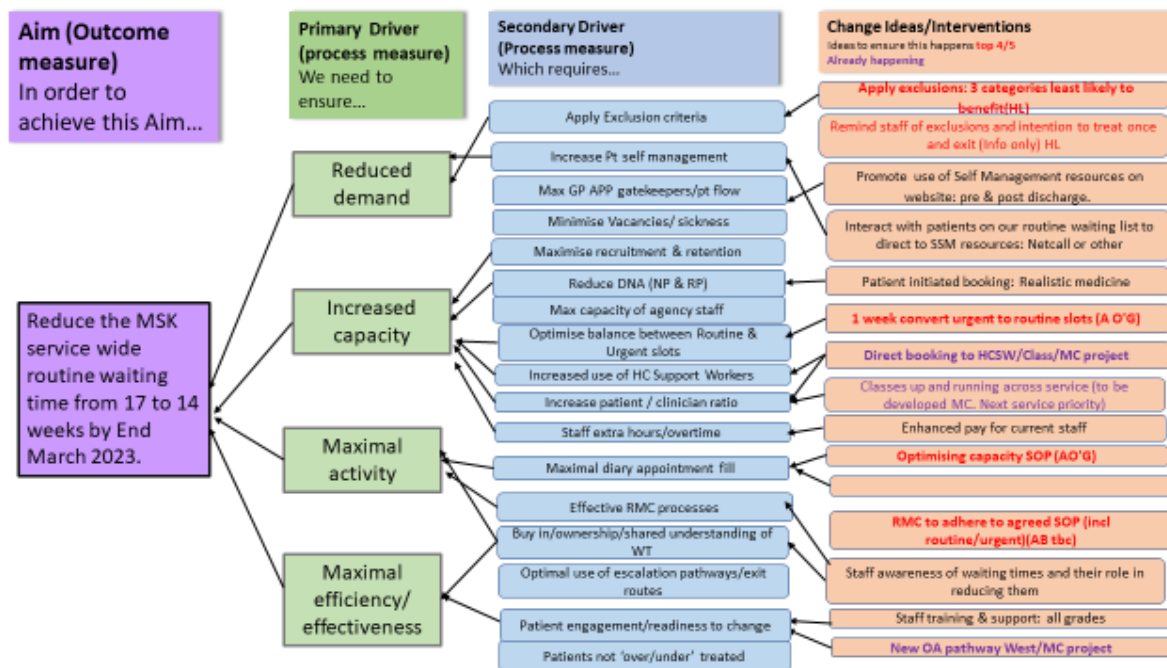 Aim (Outcome
measure)
In order to
achieve this Aim...
Primary Driver
(process measure)
We need to
ensure...
Secondary Driver
(Process measure)
Which requires...
Change Ideas/Interventions
Ideas to ensure this happens top 4/5
Already happening
Reduce the MSK
service wide
routine waiting
time from 17 to 14
weeks by End
March 2023.
Reduced
demand
Increased
capacity
Maximal
activity
Maximal
efficiency/
effectiveness
Apply Exclusion criteria
Increase Pt self management
Max GP APP gatekeepers/pt flow
Minimise Vacancies/ sickness
Maximise recruitment & retention
Reduce DNA (NP & RP)
Max capacity of agency staff
Optimise balance between Routine &
Urgent slots
Increased use of HC Support Workers
Increase patient / clinician ratio
Staff extra hours/overtime
Maximal diary appointment fill
Effective RMC processes
Buy in/ownership/shared understanding of
WT
Optimal use of escalation pathways/exit
routes
Patient engagement/readiness to change
Patients not 'over/under' treated
Apply exclusions: 3 categories least likely to
benefit(HL)
Remind staff of exclusions and intention to treat once
and exit (Info only) HL
Promote use of Self Management resources on
website: pre & post discharge.
Interact with patients on our routine waiting list to
direct to SSM resources: Netcall or other
Patient initiated booking: Realistic medicine
1 week convert urgent to routine slots (A O'G)
Direct booking to HCSW/Class/MC project
Classes up and running across service (to be
developed MC. Next service priority)
Enhanced pay for current staff
Optimising capacity SOP (AO'G)
RMC to adhere to agreed SOP (incl
routine/urgent)(AB tbc)
Staff awareness of waiting times and their role in
reducing them
Staff training & support: all grades
New OA pathway West/MC project